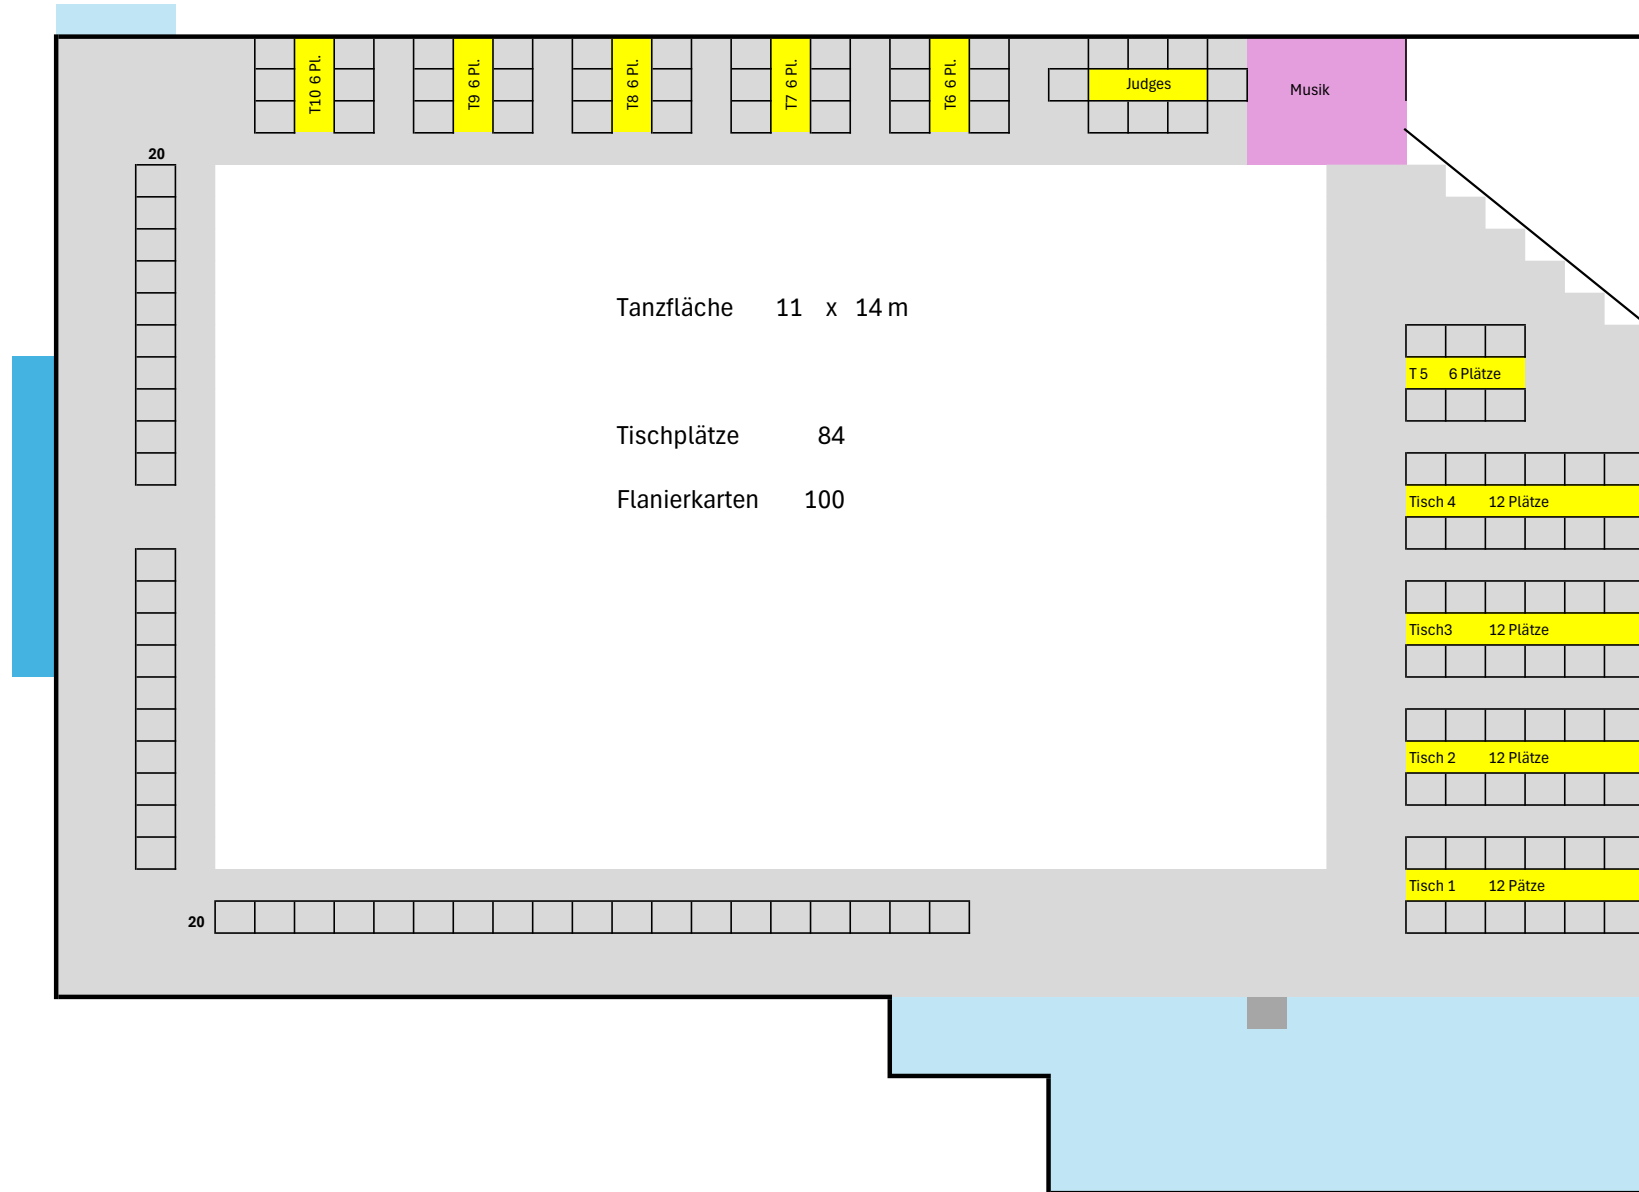 T10 6 Pl.
T9 6 Pl.
T8 6 Pl.
T7 6 Pl.
T6 6 Pl.
Judges
Musik
20
Tanzfläche 11 x 14 m
T 5 6 Plätze
Tischplätze 84
Flanierkarten 100
Tisch 4 12 Plätze
Tisch3 12 Plätze
Tisch 2 12 Plätze
Tisch 1 12 Pätze
20